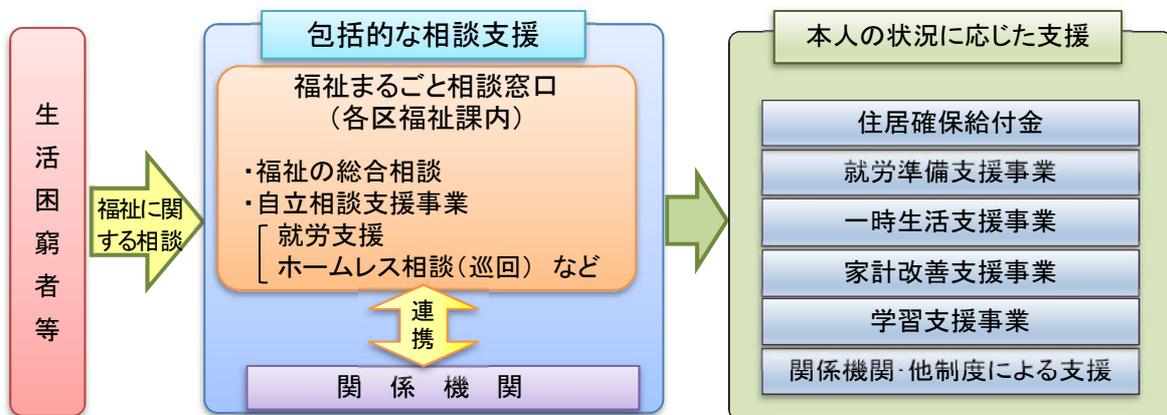 生活困窮者等
福祉に関
する相談
包括的な相談支援
福祉まるごと相談窓口
（各区福祉課内）
・福祉の総合相談
・自立相談支援事業
就労支援
ホームレス相談（巡回） など
連携
関 係 機 関
本人の状況に応じた支援
住居確保給付金
就労準備支援事業
一時生活支援事業
家計改善支援事業
学習支援事業
関係機関・他制度による支援